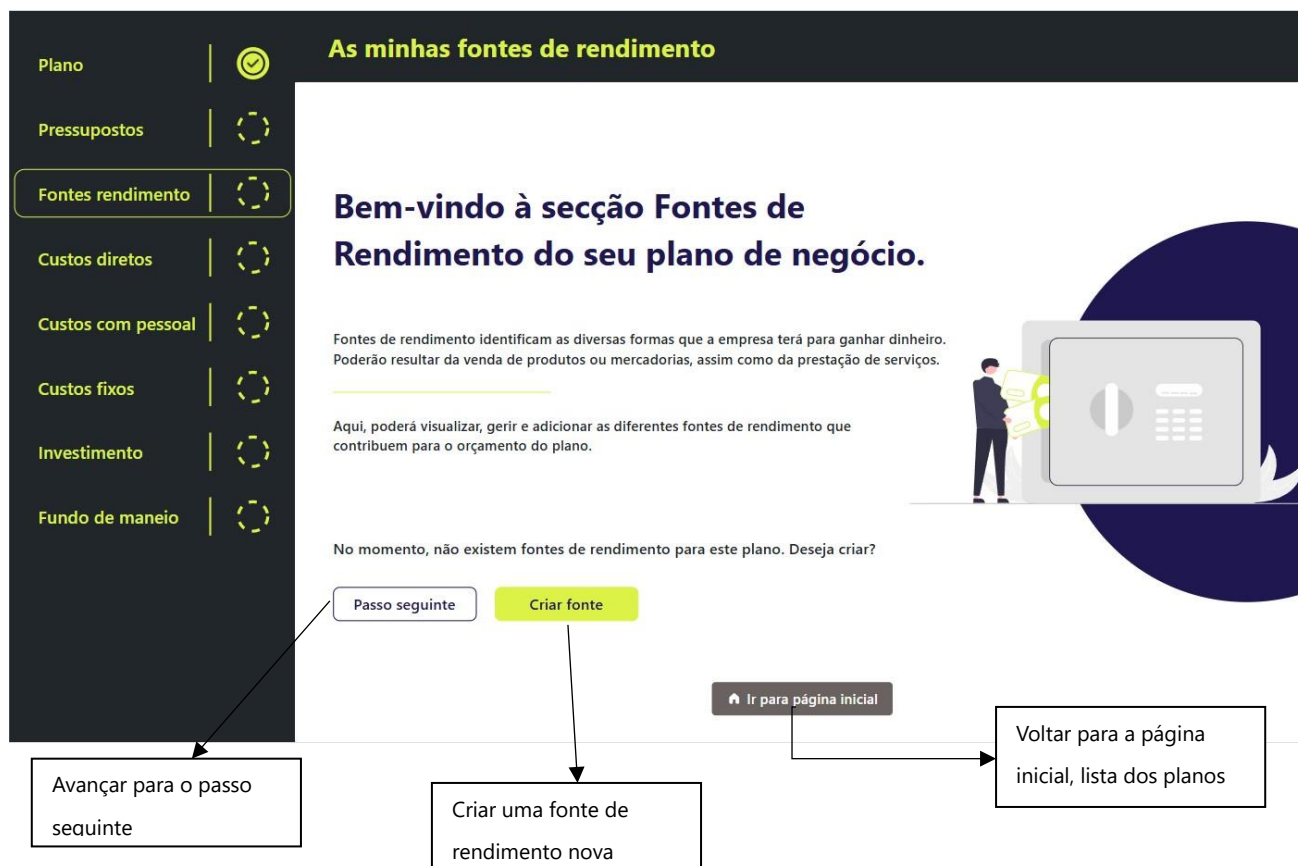 Plano
Pressupostos
Fontes rendimento
Custos diretos
Custos com pessoal
Custos fixos
Investimento
Fundo de maneio
As minhas fontes de rendimento
Bem-vindo à secção Fontes de
Rendimento do seu plano de negócio.
Fontes de rendimento identificam as diversas formas que a empresa terá para ganhar dinheiro.
Poderão resultar da venda de produtos ou mercadorias, assim como da prestação de serviços.
Aqui, poderá visualizar, gerir e adicionar as diferentes fontes de rendimento que
contribuem para o orçamento do plano.
No momento, não existem fontes de rendimento para este plano. Deseja criar?
Passo seguinte
Criar fonte
Ir para página inicial
Avançar para o passo
seguinte
Criar uma fonte de
rendimento nova
Voltar para a página
inicial, lista dos planos